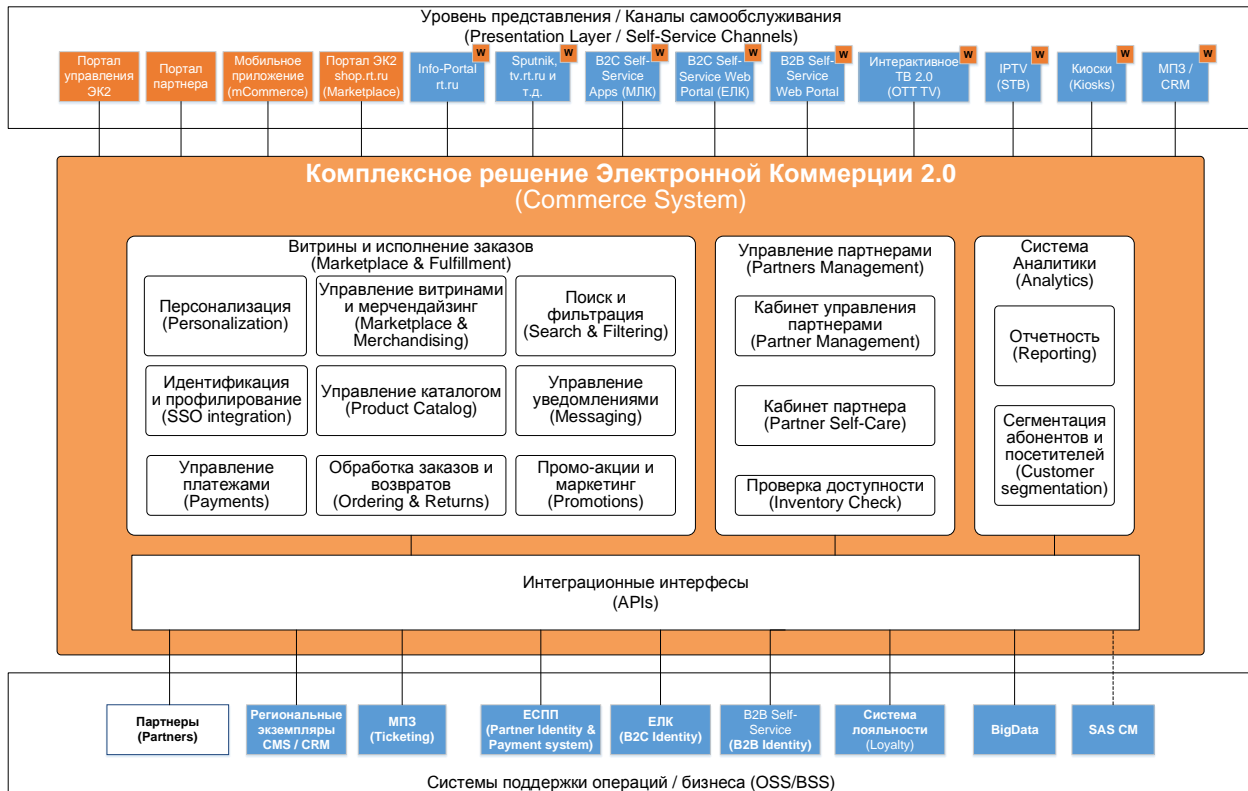 Уровень представления / Каналы самообслуживания
(Presentation Layer / Self-Service Channels)
Портал
управления
ЭК2
Портал
партнера
Мобильное
приложение
(mCommerce)
Портал ЭК2
shop.rt.ru
(Marketplace)
W
Info-Portal
rt.ru
W
Sputnik,
tv.rt.ru и
т.д.
W
B2C Self-
Service
Apps (МЛК)
W
B2C Self-
Service Web
Portal (ЕЛК)
W
B2B Self-
Service
Web Portal
W
Интерактивное
ТВ 2.0
(OTT TV)
W
IPTV
(STB)
W
Киоски
(Kiosks)
W
МПЗ /
CRM
Комплексное решение Электронной Коммерции 2.0
(Commerce System)
Витрины и исполнение заказов
(Marketplace & Fulfillment)
Персонализация
(Personalization)
Управление витринами
и мерчендайзинг
(Marketplace &
Merchandising)
Поиск и
фильтрация
(Search & Filtering)
Идентификация
и профилирование
(SSO integration)
Управление каталогом
(Product Catalog)
Управление
уведомлениями
(Messaging)
Управление
платежами
(Payments)
Обработка заказов и
возвратов
(Ordering & Returns)
Промо-акции и
маркетинг
(Promotions)
Управление партнерами
(Partners Management)
Кабинет управления
партнерами
(Partner Management)
Кабинет партнера
(Partner Self-Care)
Проверка доступности
(Inventory Check)
Система
Аналитики
(Analytics)
Отчетность
(Reporting)
Сегментация
абонентов и
посетителей
(Customer
segmentation)
Интеграционные интерфесы
(APIs)
Партнеры
(Partners)
Региональные
экземпляры
CMS / CRM
МПЗ
(Ticketing)
ЕСПП
(Partner Identity &
Payment system)
ЕЛК
(B2C Identity)
B2B Self-
Service
(B2B Identity)
Система
лояльности
(Loyalty)
BigData
SAS CM
Системы поддержки операций / бизнеса (OSS/BSS)